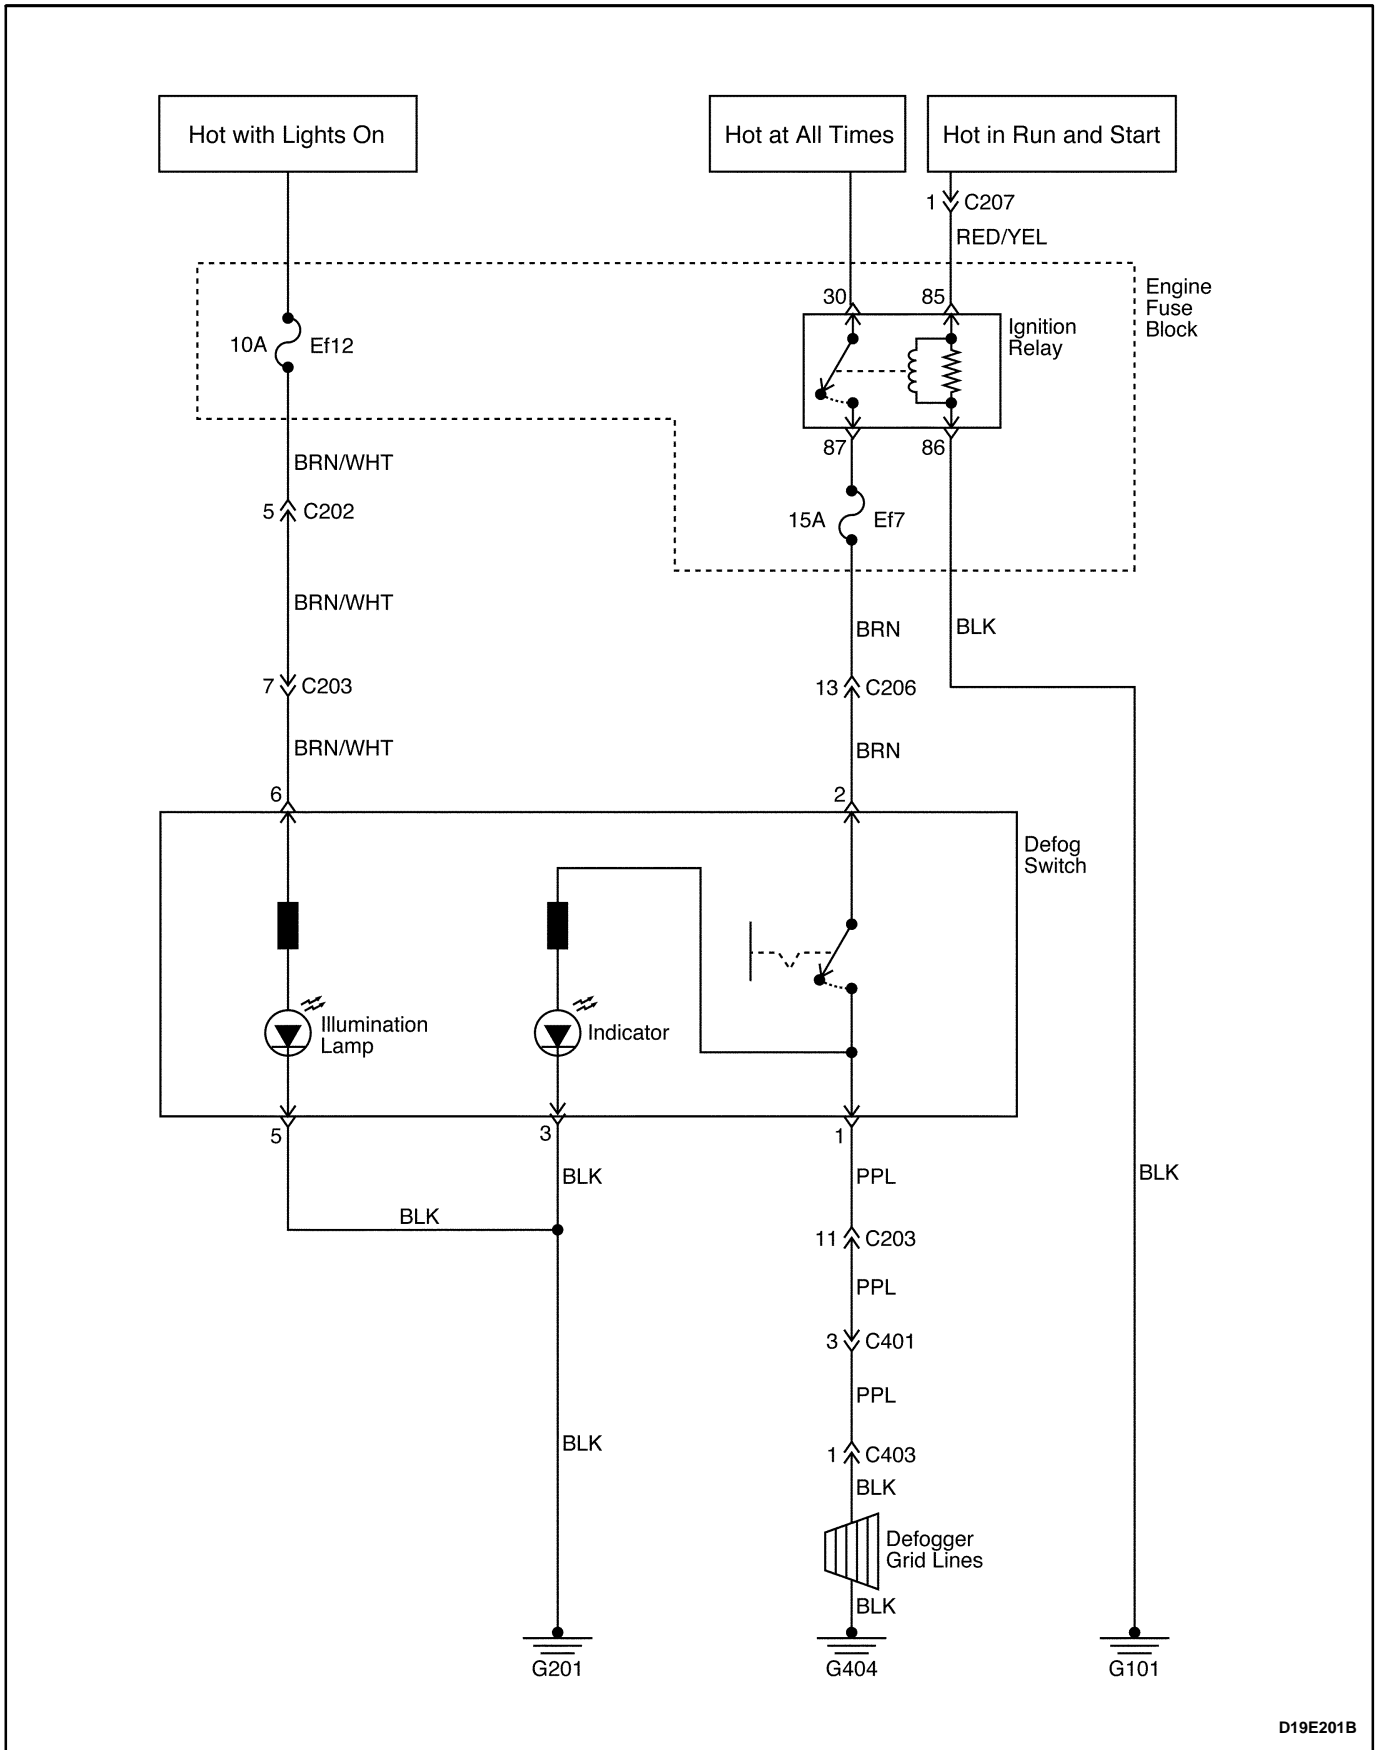 Hot with Lights On
Hot at All Times
Hot in Run and Start
1 C207
RED/YEL
Engine
Fuse
Block
30 85
Ignition
Relay
10A Ef12
87 86
BRN/WHT
5 C202
15A Ef7
BRN/WHT
BRN
BLK
7 C203
13 C206
BRN/WHT
BRN
6
2
Defog
Switch
Illumination
Lamp
Indicator
5
3
1
BLK
PPL
BLK
BLK
11 C203
PPL
3 C401
PPL
BLK
1 C403
BLK
Defogger
Grid Lines
BLK
G201
G404
G101
D19E201B